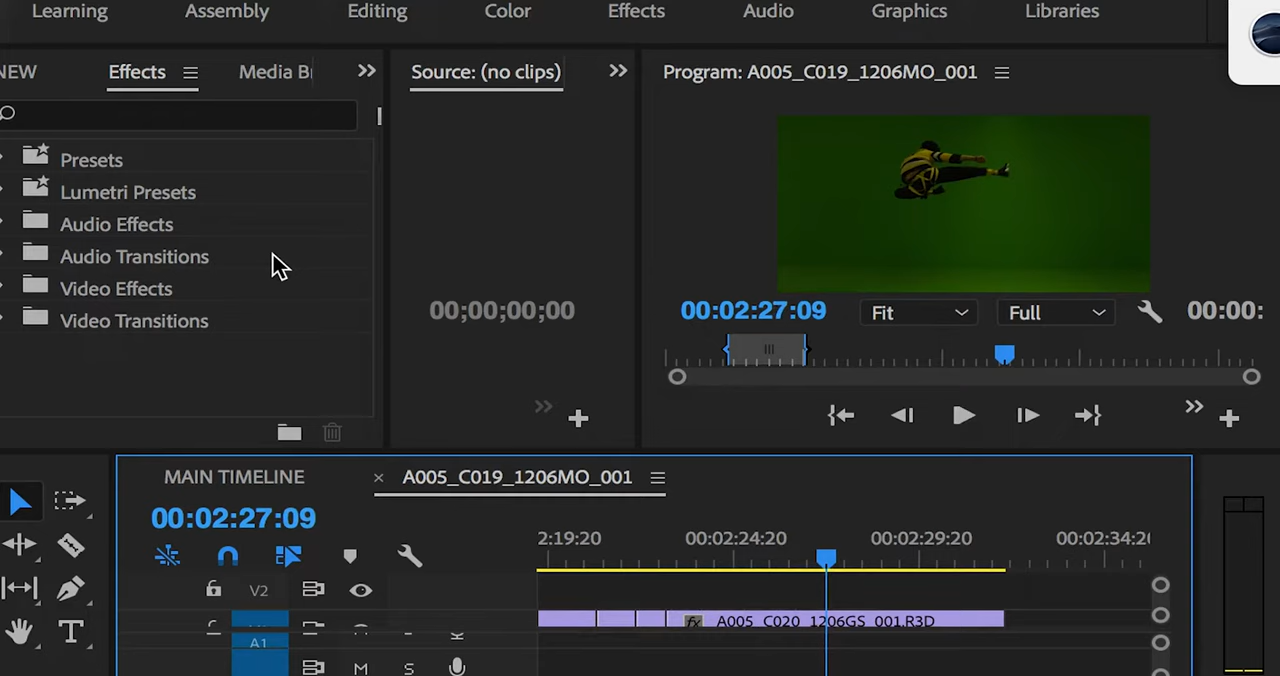 Learning Assembly Editing Color Effects Audio Graphics Libraries
NEW Effects Media B Source: (no clips) Program: A005_C019_1206MO_001
Presets
Lumetri Presets
Audio Effects
Audio Transitions
Video Effects
Video Transitions
00;00;00;00
00:02:27:09 Fit Full 00:00:
MAIN TIMELINE × A005_C019_1206MO_001
00:02:27:09
2:19:20 00:02:24:20 00:02:29:20 00:02:34:2
V2
fx A005_C020_1206GS_001.R3D
A1
M S